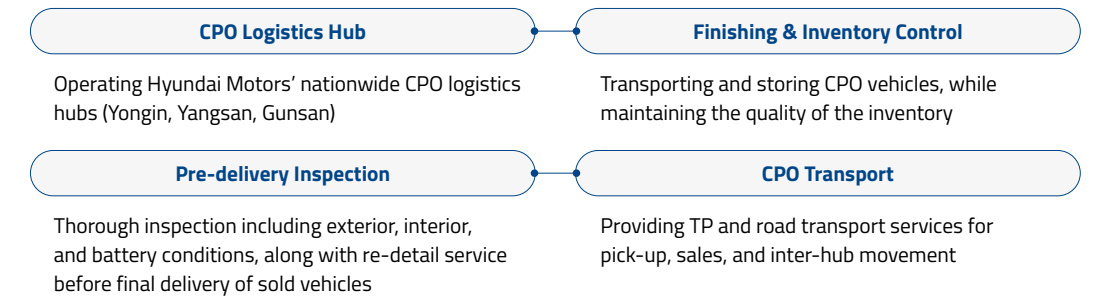 CPO Logistics Hub
Finishing & Inventory Control
Operating Hyundai Motors’ nationwide CPO logistics
hubs (Yongin, Yangsan, Gunsan)
Transporting and storing CPO vehicles, while
maintaining the quality of the inventory
Pre-delivery Inspection
CPO Transport
Thorough inspection including exterior, interior,
and battery conditions, along with re-detail service
before final delivery of sold vehicles
Providing TP and road transport services for
pick-up, sales, and inter-hub movement